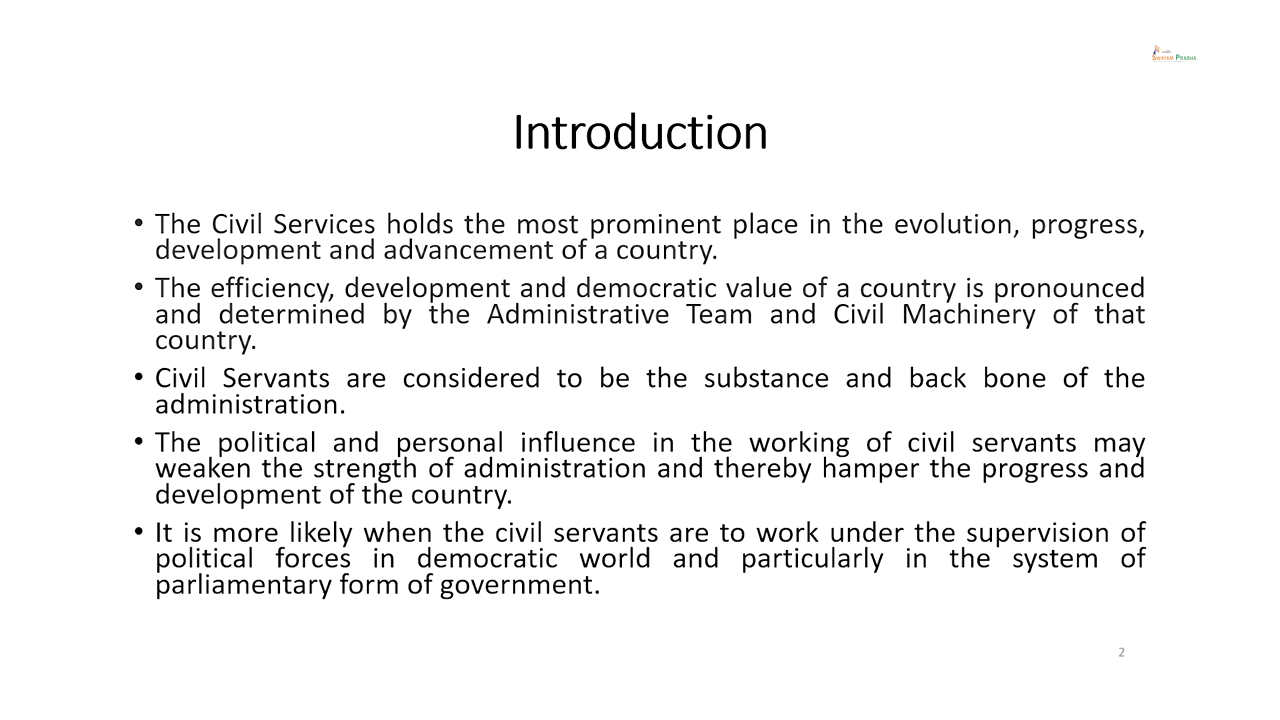 Swayam Prabha
Introduction
• The Civil Services holds the most prominent place in the evolution, progress,
development and advancement of a country.
• The efficiency, development and democratic value of a country is pronounced
and determined by the Administrative Team and Civil Machinery of that
country.
• Civil Servants are considered to be the substance and back bone of the
administration.
• The political and personal influence in the working of civil servants may
weaken the strength of administration and thereby hamper the progress and
development of the country.
• It is more likely when the civil servants are to work under the supervision of
political forces in democratic world and particularly in the system of
parliamentary form of government.
2